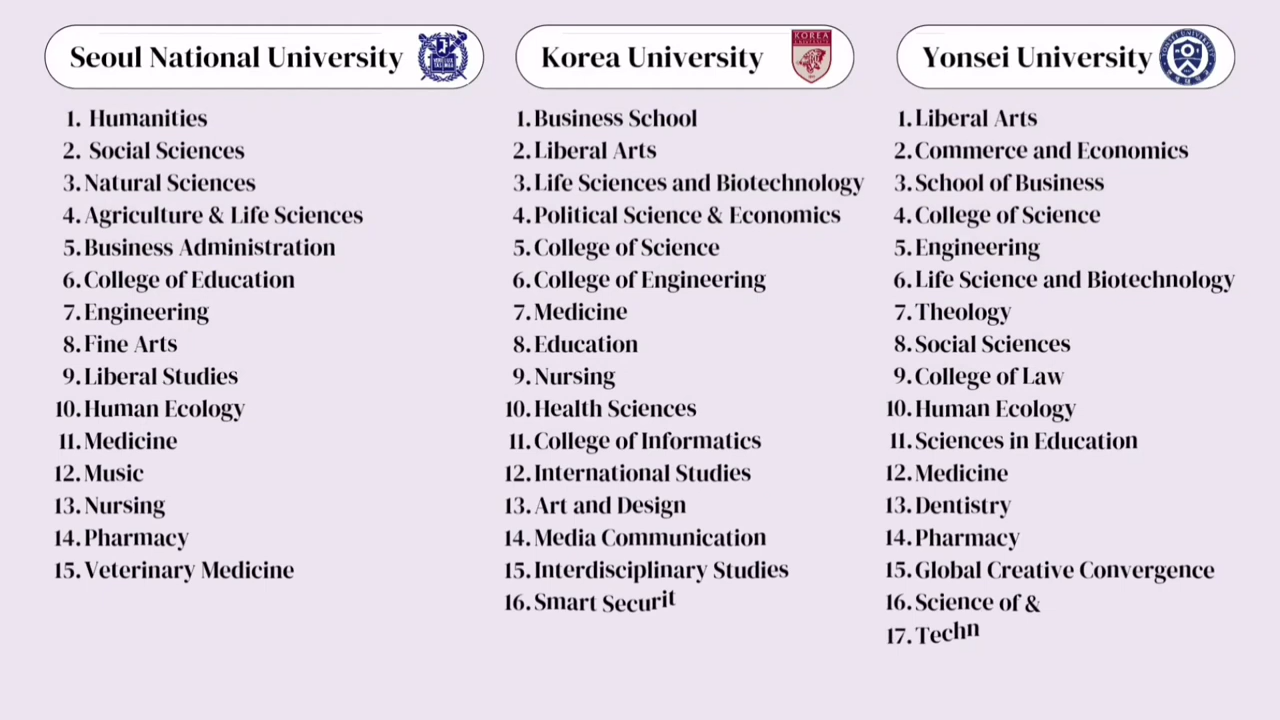 Seoul National University
1. Humanities
2. Social Sciences
3. Natural Sciences
4. Agriculture & Life Sciences
5. Business Administration
6. College of Education
7. Engineering
8. Fine Arts
9. Liberal Studies
10. Human Ecology
11. Medicine
12. Music
13. Nursing
14. Pharmacy
15. Veterinary Medicine
Korea University
KOREA
1. Business School
2. Liberal Arts
3. Life Sciences and Biotechnology
4. Political Science & Economics
5. College of Science
6. College of Engineering
7. Medicine
8. Education
9. Nursing
10. Health Sciences
11. College of Informatics
12. International Studies
13. Art and Design
14. Media Communication
15. Interdisciplinary Studies
16. Smart Securit
Yonsei University
1. Liberal Arts
2. Commerce and Economics
3. School of Business
4. College of Science
5. Engineering
6. Life Science and Biotechnology
7. Theology
8. Social Sciences
9. College of Law
10. Human Ecology
11. Sciences in Education
12. Medicine
13. Dentistry
14. Pharmacy
15. Global Creative Convergence
16. Science of &
17. Techn